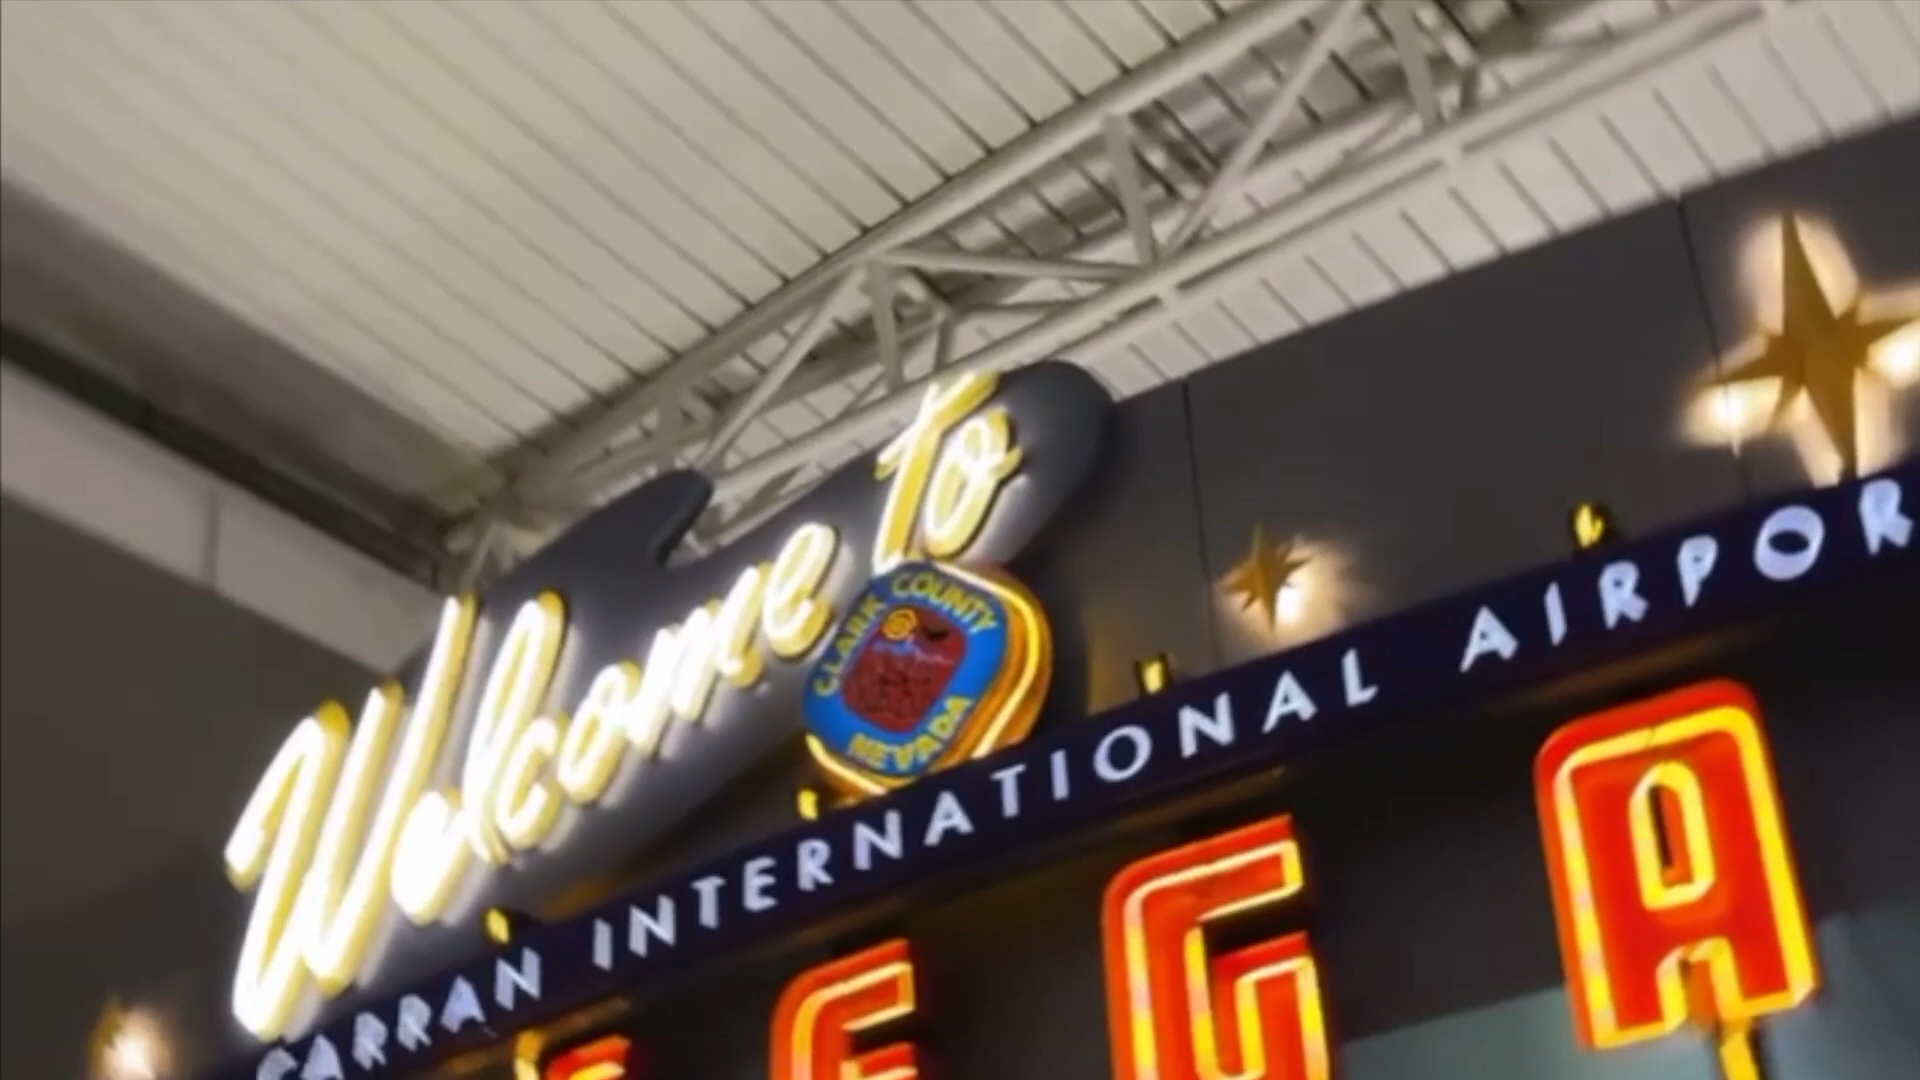 Welcome to
CLARK COUNTY
NEVADA
CARRAN INTERNATIONAL AIRPOR
EGA